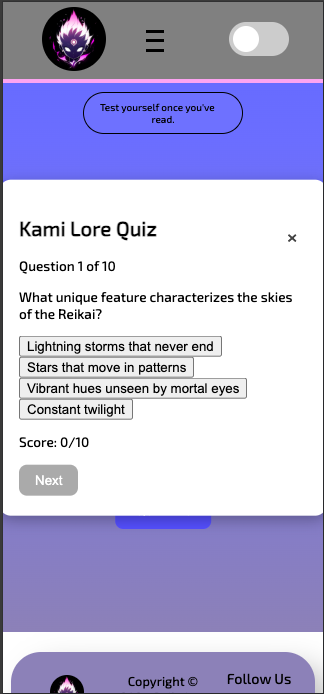 Test yourself once you've
read.
Kami Lore Quiz
×
Question 1 of 10
What unique feature characterizes the skies
of the Reikai?
Lightning storms that never end
Stars that move in patterns
Vibrant hues unseen by mortal eyes
Constant twilight
Score: 0/10
Next
Copyright ©
Follow Us